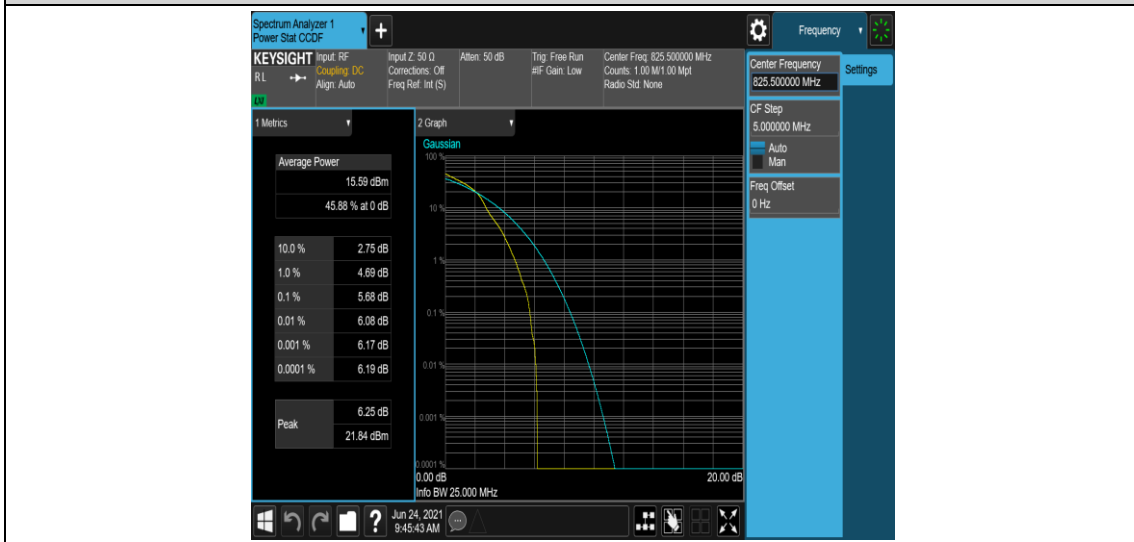 Spectrum Analyzer 1
Power Stat CCDF
+
Frequency
KEYSIGHT
RL
LXI
Input: RF
Coupling: DC
Align: Auto
Input Z: 50 Ω
Corrections: Off
Freq Ref: Int (S)
Atten: 50 dB
Trig: Free Run
#IF Gain: Low
Center Freq: 825.500000 MHz
Counts: 1.00 M/1.00 Mpt
Radio Std: None
Center Frequency
825.500000 MHz
Settings
CF Step
5.000000 MHz
Auto
Man
Freq Offset
0 Hz
1 Metrics
Average Power
15.59 dBm
45.88 % at 0 dB
10.0 % 2.75 dB
1.0 % 4.69 dB
0.1 % 5.68 dB
0.01 % 6.08 dB
0.001 % 6.17 dB
0.0001 % 6.19 dB
Peak
6.25 dB
21.84 dBm
2 Graph
Gaussian
100 %
10 %
1 %
0.1 %
0.01 %
0.001 %
0.0001 %
0.00 dB 20.00 dB
Info BW 25.000 MHz
?
Jun 24, 2021
9:45:43 AM